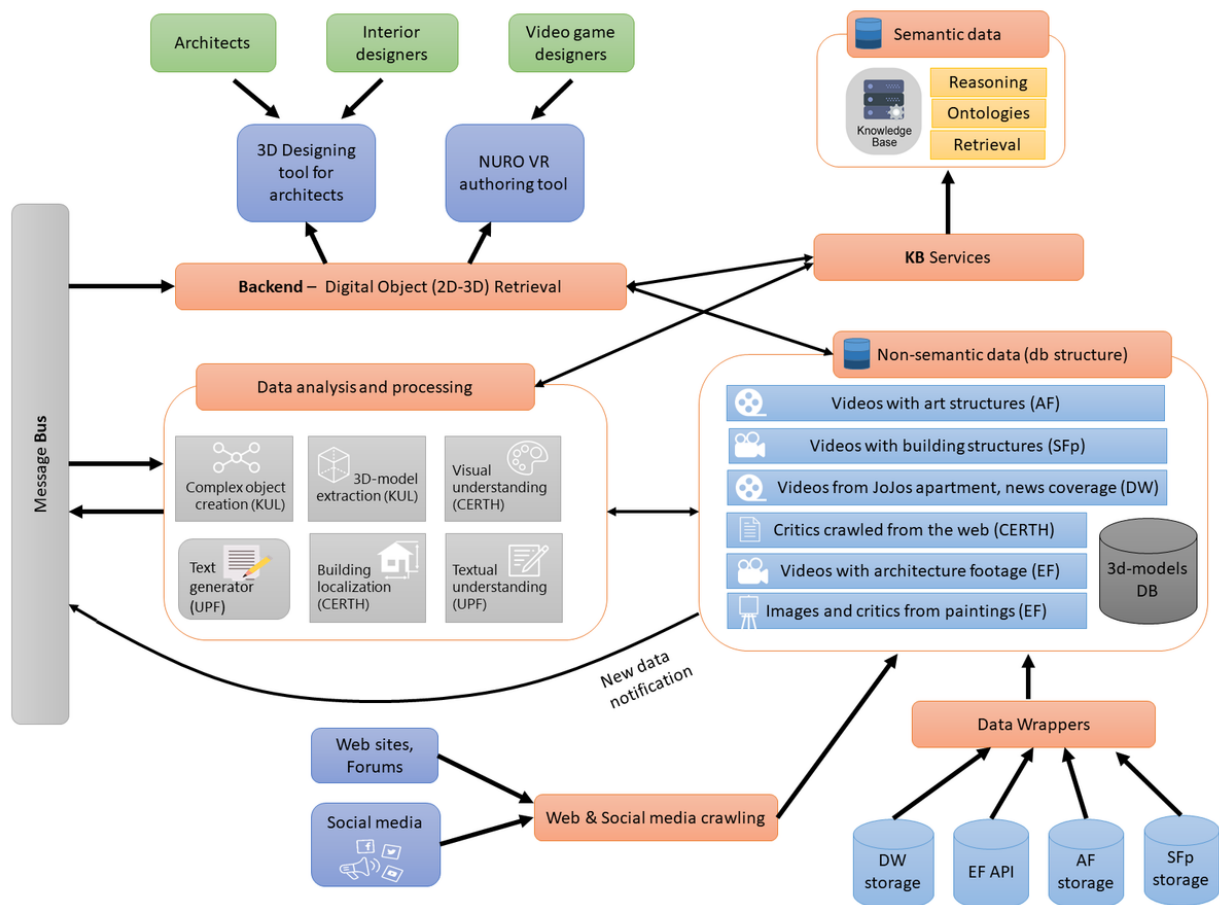 Architects
Interior
designers
Video game
designers
Semantic data
Knowledge
Base
Reasoning
Ontologies
Retrieval
3D Designing
tool for
architects
NURO VR
authoring tool
Message Bus
Backend – Digital Object (2D-3D) Retrieval
KB Services
Data analysis and processing
Complex object
creation (KUL)
3D-model
extraction (KUL)
Visual
understanding
(CERTH)
Text
generator
(UPF)
Building
localization
(CERTH)
Textual
understanding
(UPF)
Non-semantic data (db structure)
Videos with art structures (AF)
Videos with building structures (SFp)
Videos from JoJos apartment, news coverage (DW)
Critics crawled from the web (CERTH)
Videos with architecture footage (EF)
Images and critics from paintings (EF)
3d-models
DB
New data
notification
Web sites,
Forums
Social media
Web & Social media crawling
Data Wrappers
DW
storage
EF API
AF
storage
SFp
storage